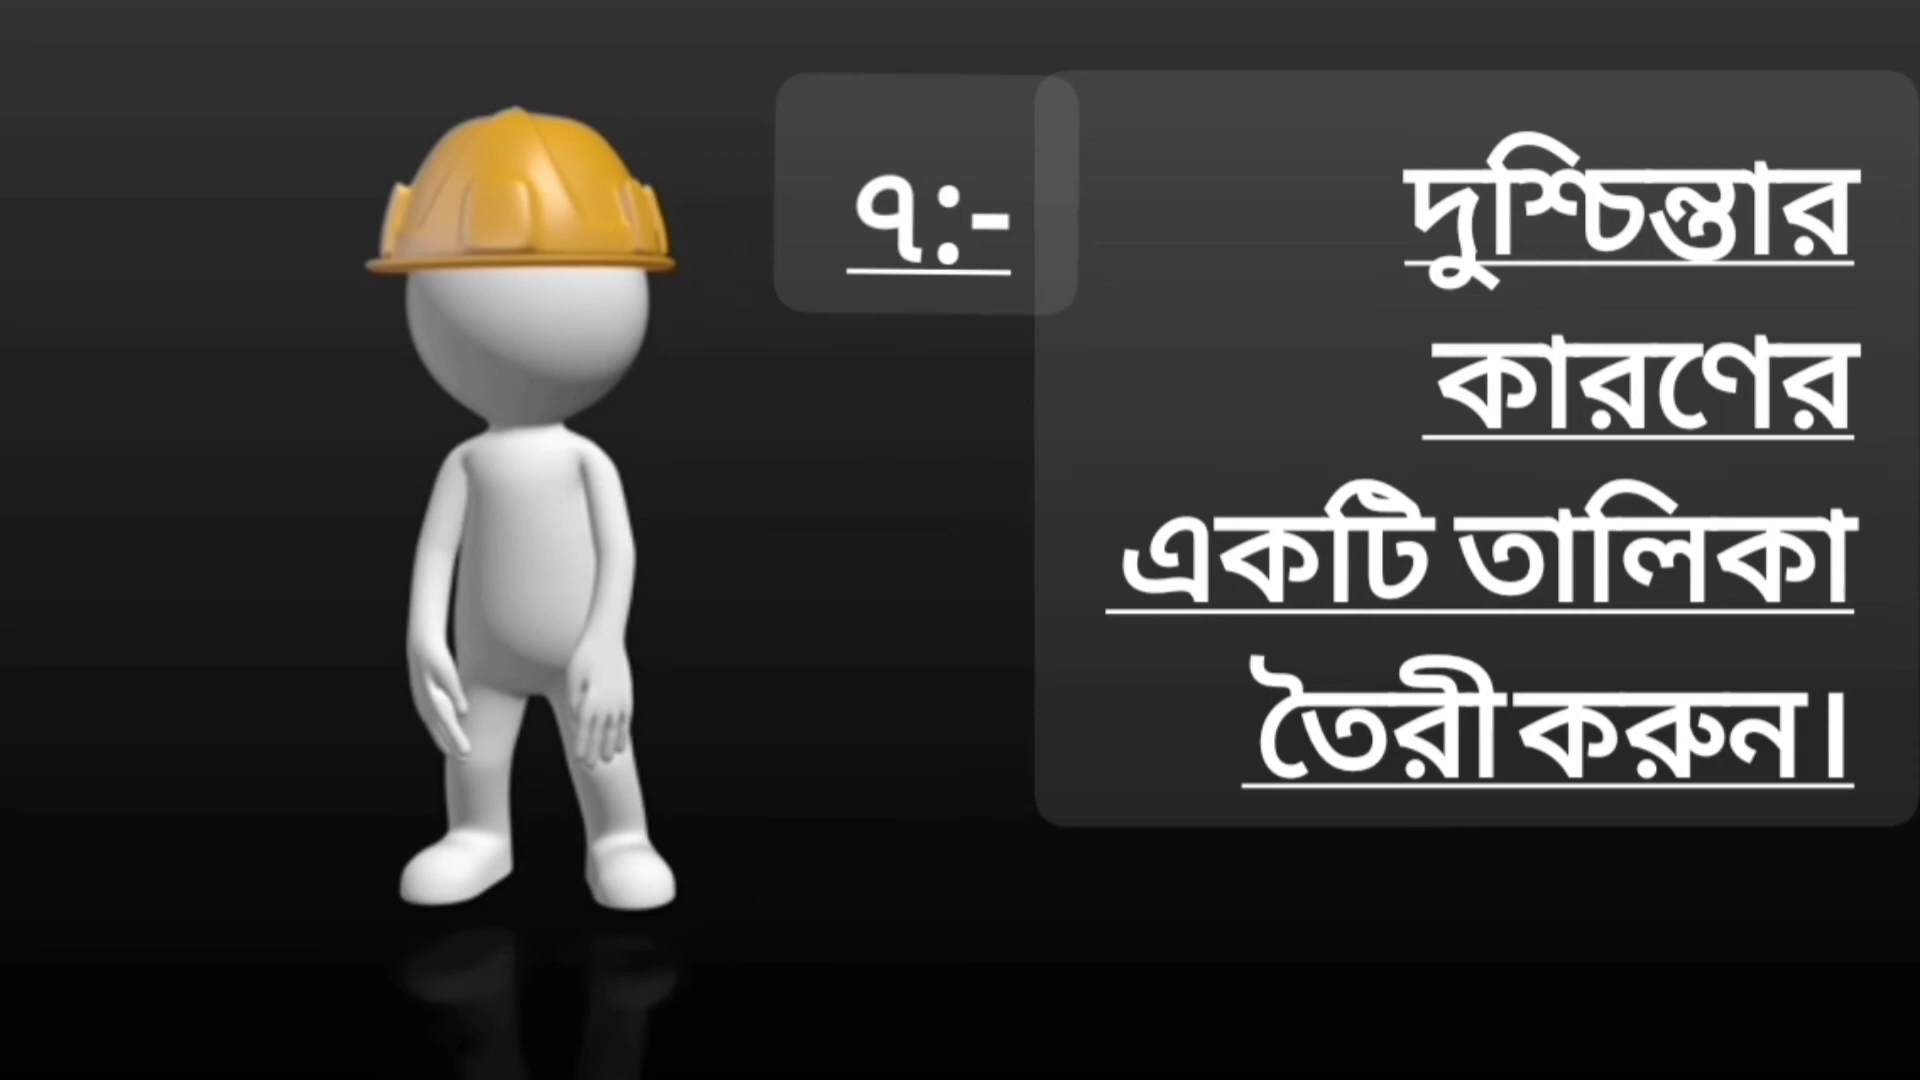 ৭:-
দুশ্চিন্তার
কারণের
একটি তালিকা
তৈরী করুন।